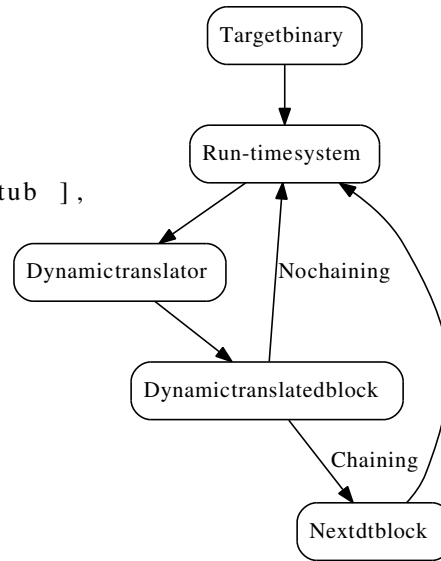 Targetbinary
Run-timesystem
tub ] ,
Dynamictranslator
Nochaining
Dynamictranslatedblock
Chaining
Nextdtblock